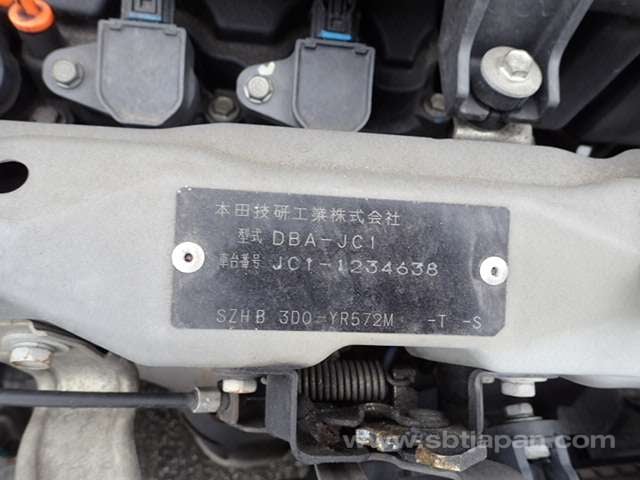 本田技研工業株式会社
型式 DBA-JC1
車台番号 JC1-1234638
SZHB 3D0-YR572M -T -S
www.sbtjapan.com